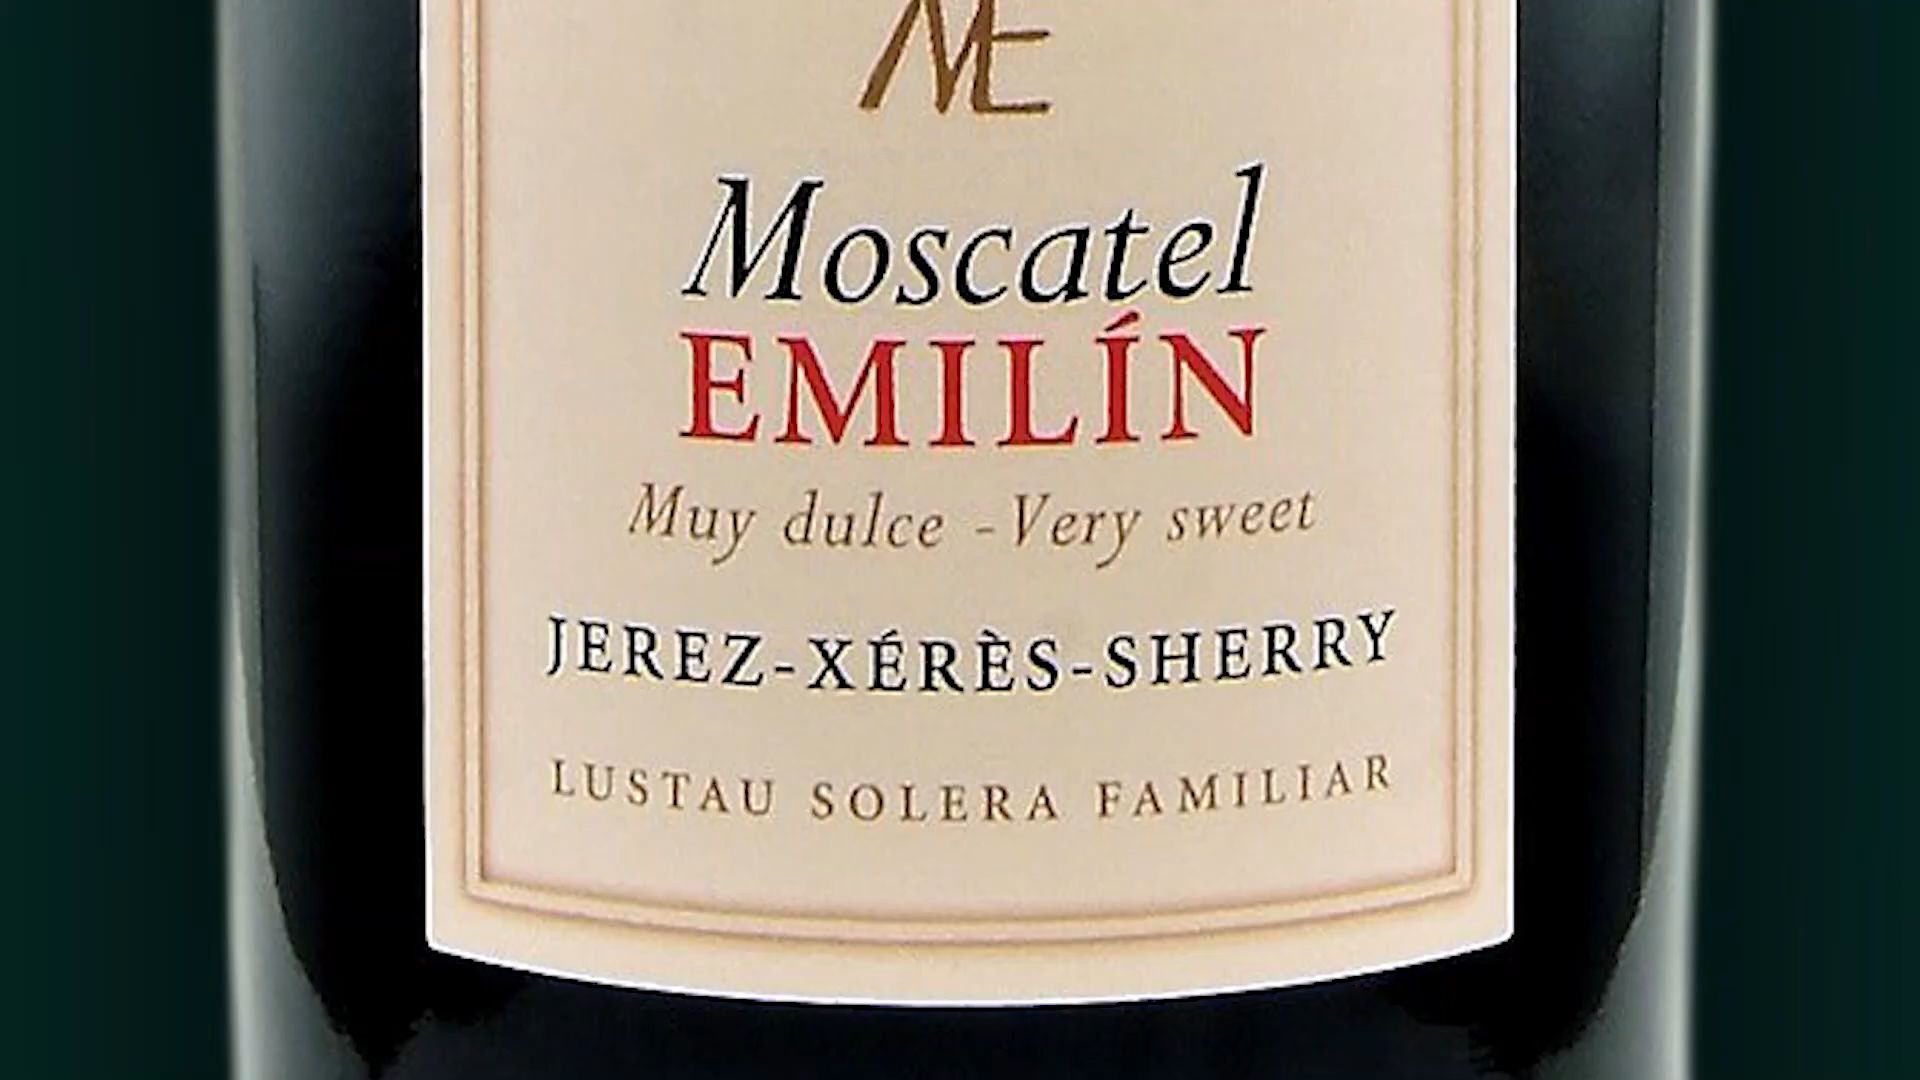 ME
Moscatel
EMILÍN
Muy dulce - Very sweet
JEREZ-XÉRÈS-SHERRY
LUSTAU SOLERA FAMILIAR